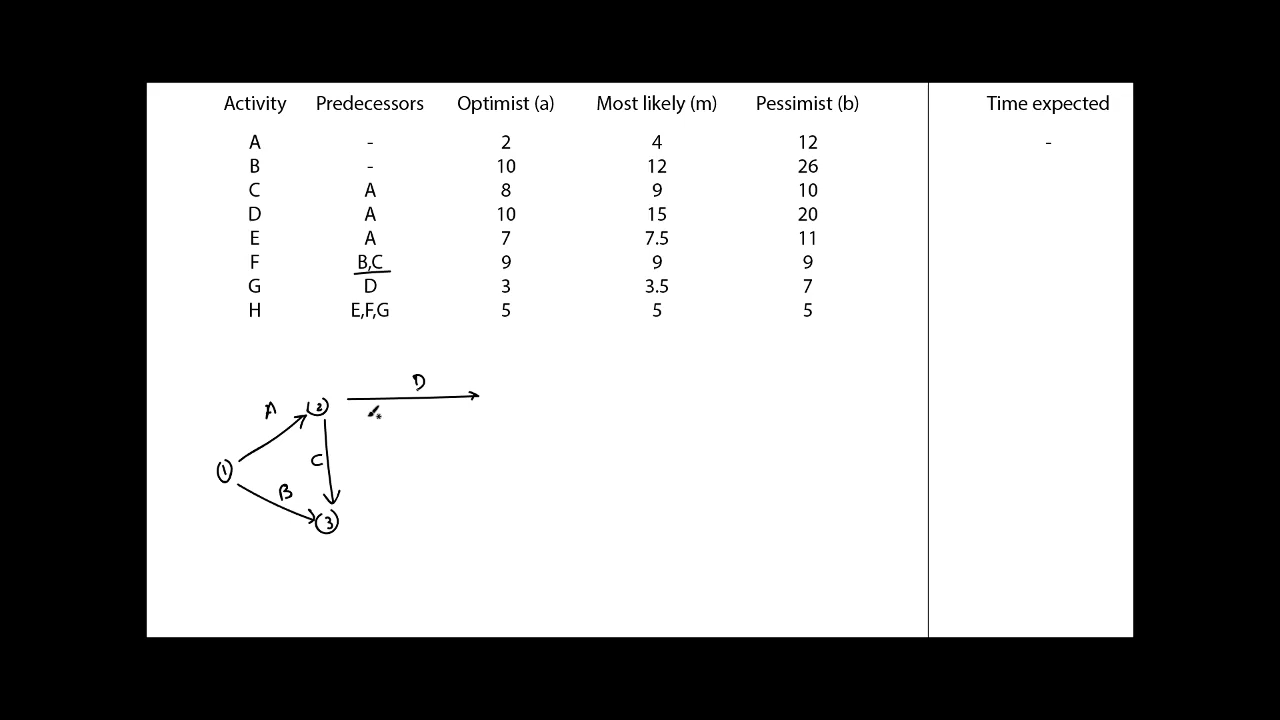 Activity Predecessors Optimist (a) Most likely (m) Pessimist (b) Time expected
A - 2 4 12 -
B - 10 12 26
C A 8 9 10
D A 10 15 20
E A 7 7.5 11
F B,C 9 9 9
G D 3 3.5 7
H E,F,G 5 5 5
D
A 2
C
1
B
3